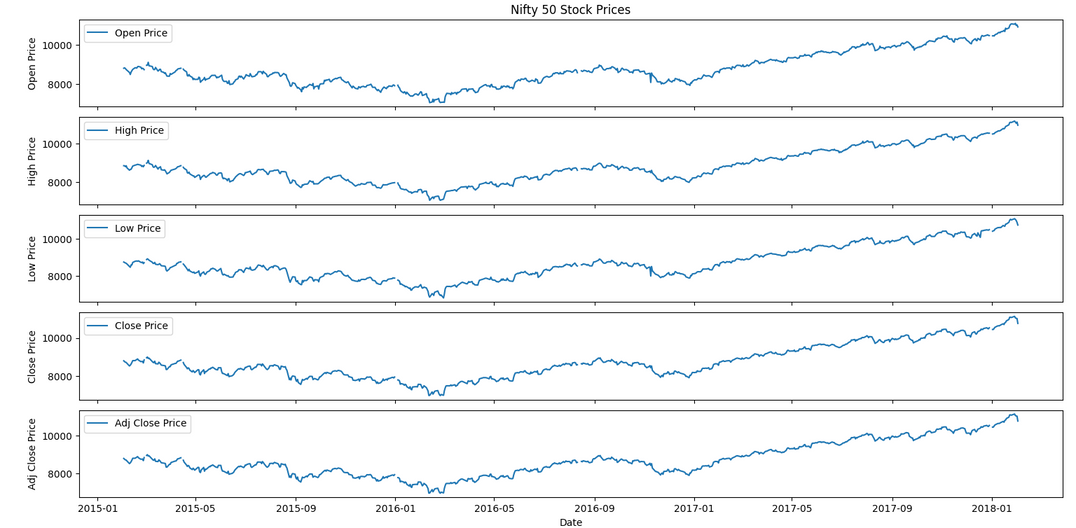 Nifty 50 Stock Prices
Open Price
10000
8000
Open Price
High Price
10000
8000
High Price
Low Price
10000
8000
Low Price
Close Price
10000
8000
Close Price
Adj Close Price
10000
8000
Adj Close Price
2015-01 2015-05 2015-09 2016-01 2016-05 2016-09 2017-01 2017-05 2017-09 2018-01
Date